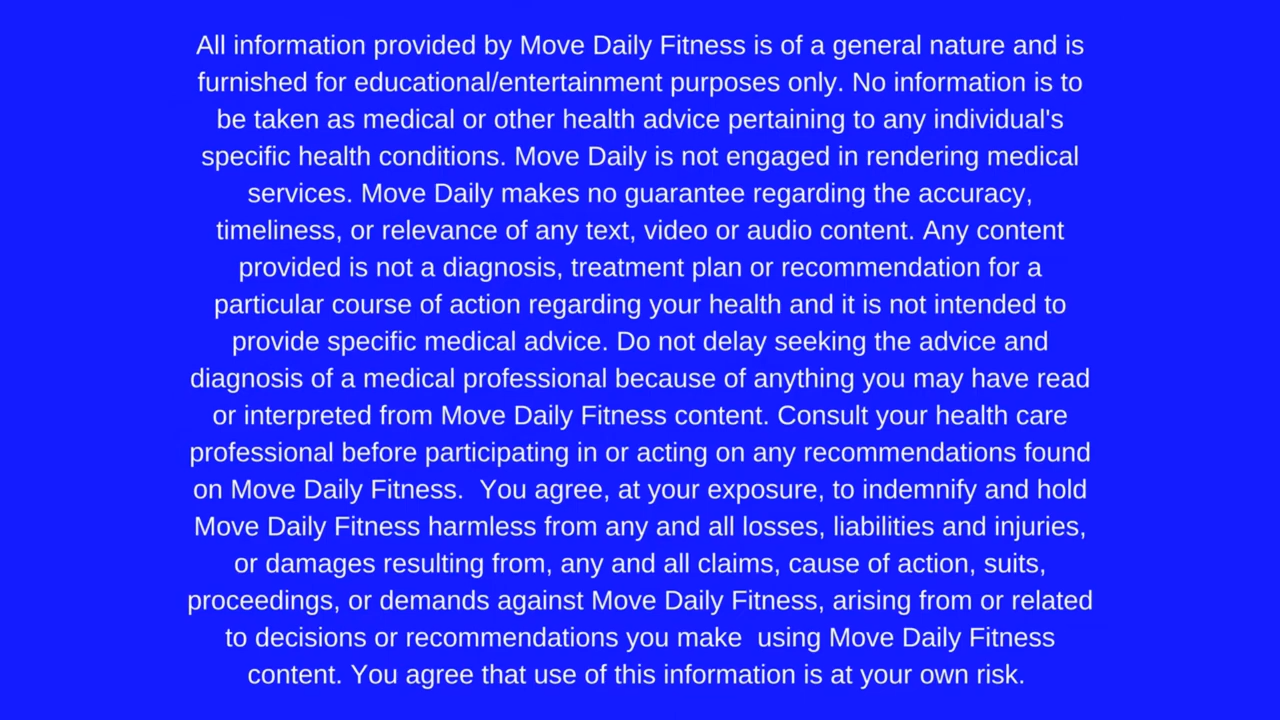 All information provided by Move Daily Fitness is of a general nature and is
furnished for educational/entertainment purposes only. No information is to
be taken as medical or other health advice pertaining to any individual's
specific health conditions. Move Daily is not engaged in rendering medical
services. Move Daily makes no guarantee regarding the accuracy,
timeliness, or relevance of any text, video or audio content. Any content
provided is not a diagnosis, treatment plan or recommendation for a
particular course of action regarding your health and it is not intended to
provide specific medical advice. Do not delay seeking the advice and
diagnosis of a medical professional because of anything you may have read
or interpreted from Move Daily Fitness content. Consult your health care
professional before participating in or acting on any recommendations found
on Move Daily Fitness.  You agree, at your exposure, to indemnify and hold
Move Daily Fitness harmless from any and all losses, liabilities and injuries,
or damages resulting from, any and all claims, cause of action, suits,
proceedings, or demands against Move Daily Fitness, arising from or related
to decisions or recommendations you make  using Move Daily Fitness
content. You agree that use of this information is at your own risk.